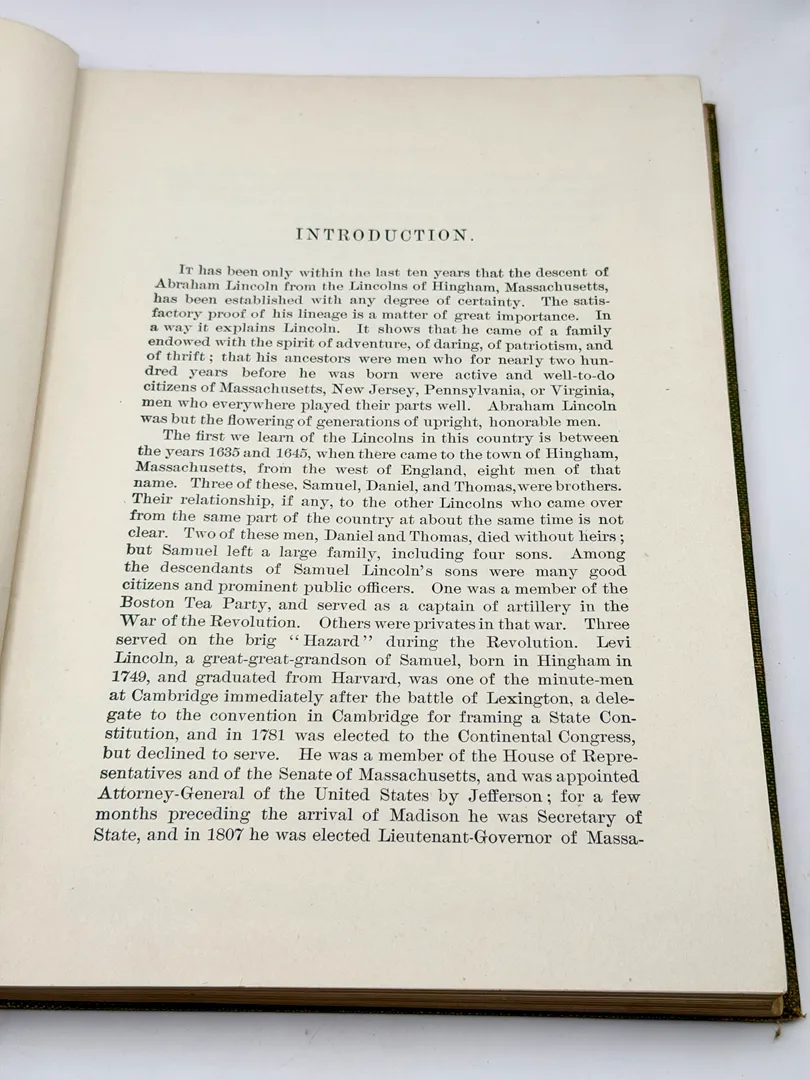 INTRODUCTION.
It has been only within the last ten years that the descent of
Abraham Lincoln from the Lincolns of Hingham, Massachusetts,
has been established with any degree of certainty. The satis-
factory proof of his lineage is a matter of great importance. In
a way it explains Lincoln. It shows that he came of a family
endowed with the spirit of adventure, of daring, of patriotism, and
of thrift; that his ancestors were men who for nearly two hun-
dred years before he was born were active and well-to-do
citizens of Massachusetts, New Jersey, Pennsylvania, or Virginia,
men who everywhere played their parts well. Abraham Lincoln
was but the flowering of generations of upright, honorable men.
The first we learn of the Lincolns in this country is between
the years 1635 and 1645, when there came to the town of Hingham,
Massachusetts, from the west of England, eight men of that
name. Three of these, Samuel, Daniel, and Thomas, were brothers.
Their relationship, if any, to the other Lincolns who came over
from the same part of the country at about the same time is not
clear. Two of these men, Daniel and Thomas, died without heirs;
but Samuel left a large family, including four sons. Among
the descendants of Samuel Lincoln's sons were many good
citizens and prominent public officers. One was a member of the
Boston Tea Party, and served as a captain of artillery in the
War of the Revolution. Others were privates in that war. Three
served on the brig "Hazard" during the Revolution. Levi
Lincoln, a great-great-grandson of Samuel, born in Hingham in
1749, and graduated from Harvard, was one of the minute-men
at Cambridge immediately after the battle of Lexington, a dele-
gate to the convention in Cambridge for framing a State Con-
stitution, and in 1781 was elected to the Continental Congress,
but declined to serve. He was a member of the House of Repre-
sentatives and of the Senate of Massachusetts, and was appointed
Attorney-General of the United States by Jefferson; for a few
months preceding the arrival of Madison he was Secretary of
State, and in 1807 he was elected Lieutenant-Governor of Massa-